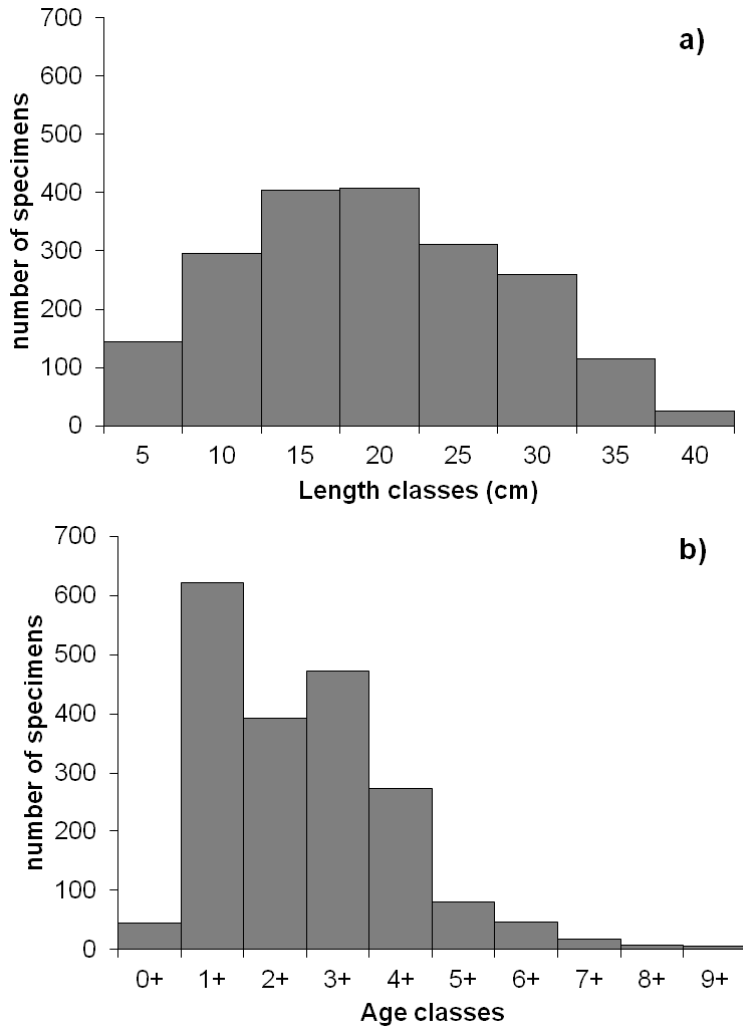 a)
number of specimens
700
600
500
400
300
200
100
0
5 10 15 20 25 30 35 40
Length classes (cm)
b)
number of specimens
700
600
500
400
300
200
100
0
0+ 1+ 2+ 3+ 4+ 5+ 6+ 7+ 8+ 9+
Age classes